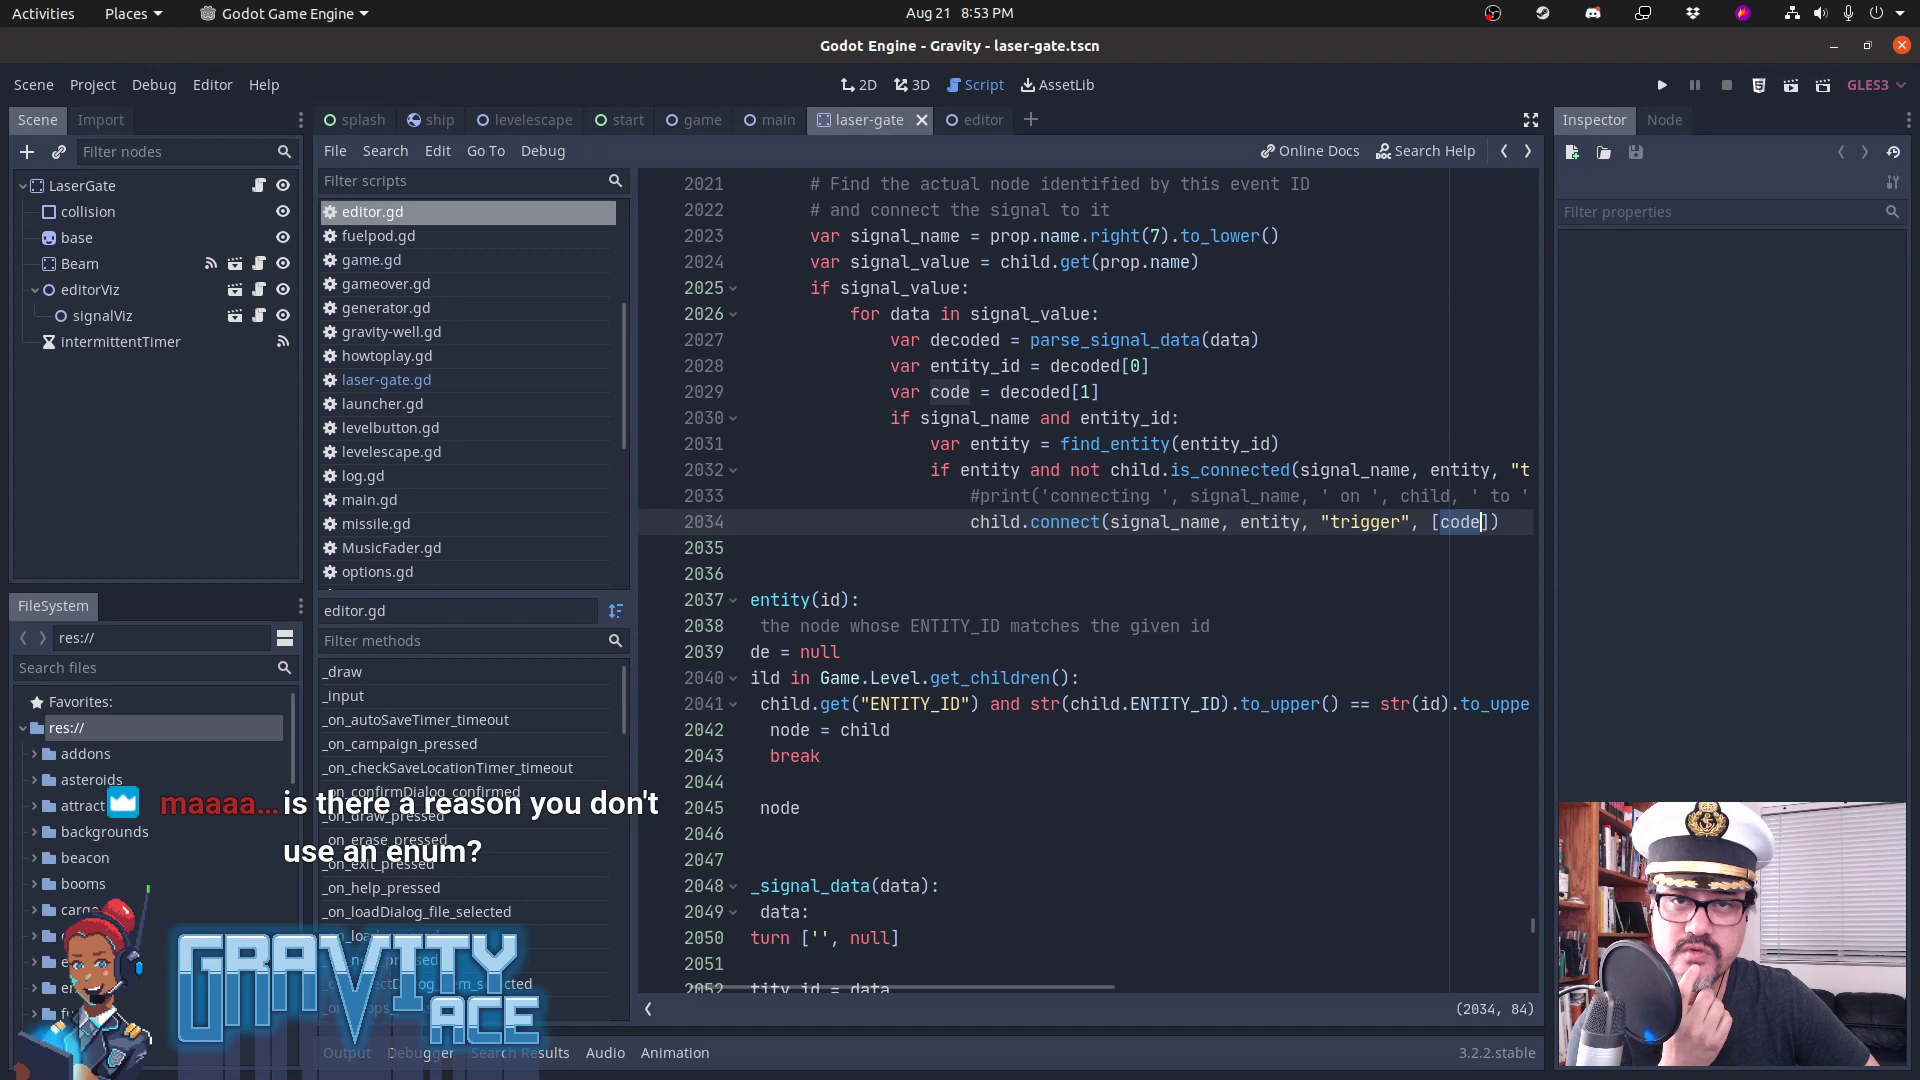 Activities
Places
Godot Game Engine
Aug 21 8:53 PM
Godot Engine - Gravity - laser-gate.tscn
Scene Project Debug Editor Help
2D 3D Script AssetLib
GLES3
Scene Import
splash ship levelescape start game main laser-gate editor
Inspector Node
Filter nodes
File Search Edit Go To Debug
Online Docs Search Help
Filter scripts
Filter properties
LaserGate
collision
base
Beam
editorViz
signalViz
intermittentTimer
editor.gd
fuelpod.gd
game.gd
gameover.gd
generator.gd
gravity-well.gd
howtoplay.gd
laser-gate.gd
launcher.gd
levelbutton.gd
levelescape.gd
log.gd
main.gd
missile.gd
MusicFader.gd
options.gd
editor.gd
Filter methods
_draw
_input
_on_autoSaveTimer_timeout
_on_campaign_pressed
_on_checkSaveLocationTimer_timeout
_on_confirmDialog_confirmed
_on_draw_pressed
_on_erase_pressed
_on_exit_pressed
_on_help_pressed
_on_loadDialog_file_selected
2021 # Find the actual node identified by this event ID
2022 # and connect the signal to it
2023 var signal_name = prop.name.right(7).to_lower()
2024 var signal_value = child.get(prop.name)
2025 if signal_value:
2026 for data in signal_value:
2027 var decoded = parse_signal_data(data)
2028 var entity_id = decoded[0]
2029 var code = decoded[1]
2030 if signal_name and entity_id:
2031 var entity = find_entity(entity_id)
2032 if entity and not child.is_connected(signal_name, entity, "t
2033 #print('connecting ', signal_name, ' on ', child, ' to '
2034 child.connect(signal_name, entity, "trigger", [code])
2035
2036
2037 entity(id):
2038 the node whose ENTITY_ID matches the given id
2039 de = null
2040 ild in Game.Level.get_children():
2041 child.get("ENTITY_ID") and str(child.ENTITY_ID).to_upper() == str(id).to_uppe
2042 node = child
2043 break
2044
2045 node
2046
2047
2048 _signal_data(data):
2049 data:
2050 turn ['', null]
2051
2052 tity_id = data
(2034, 84)
FileSystem
res://
Search files
Favorites:
res://
addons
asteroids
attract
backgrounds
beacon
booms
maaaa... is there a reason you don't
use an enum?
GRAVITY
ACE
Output Debugger Search Results Audio Animation
3.2.2.stable